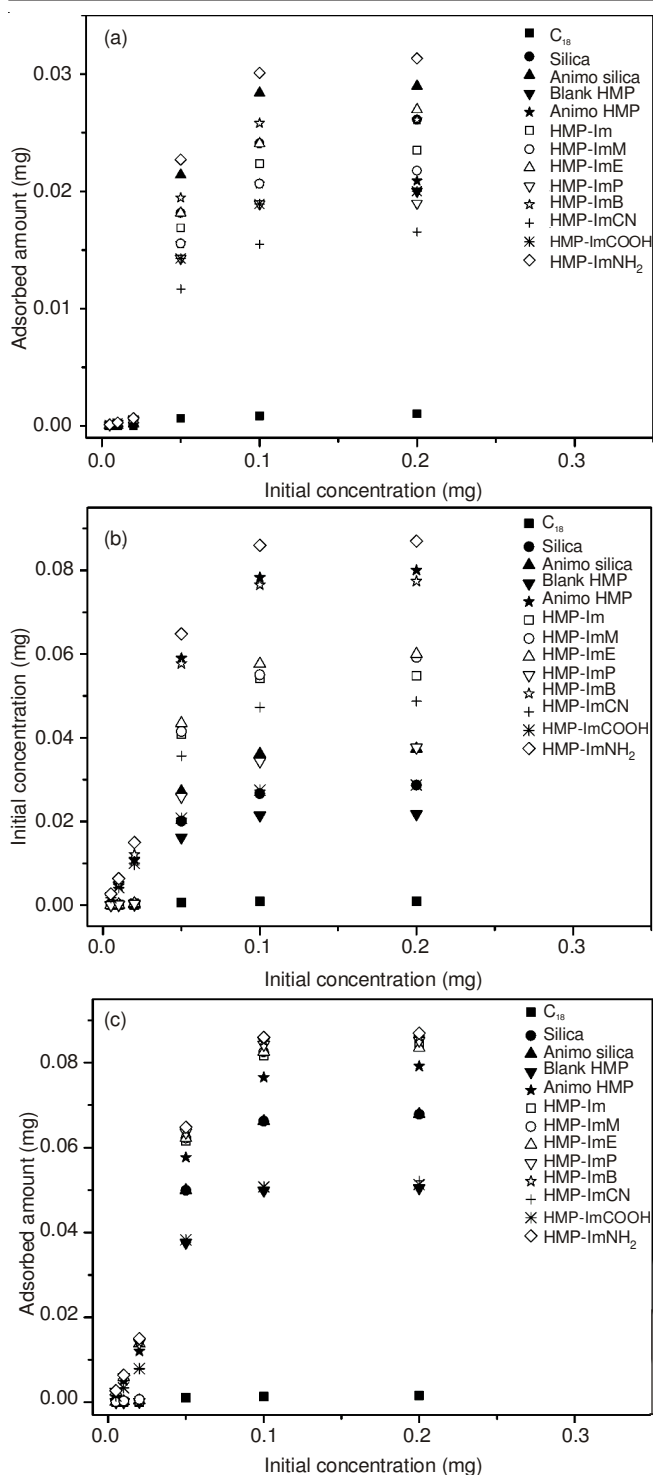 (a)
C₁₈
Silica
Animo silica
Blank HMP
Animo HMP
HMP-Im
HMP-ImM
HMP-ImE
HMP-ImP
HMP-ImB
HMP-ImCN
HMP-ImCOOH
HMP-ImNH₂
0.03
0.02
0.01
0.00
Adsorbed amount (mg)
0.0 0.1 0.2 0.3
Initial concentration (mg)
(b)
C₁₈
Silica
Animo silica
Blank HMP
Animo HMP
HMP-Im
HMP-ImM
HMP-ImE
HMP-ImP
HMP-ImB
HMP-ImCN
HMP-ImCOOH
HMP-ImNH₂
0.08
0.06
0.04
0.02
0.00
Initial concentration (mg)
0.0 0.1 0.2 0.3
Initial concentration (mg)
(c)
C₁₈
Silica
Animo silica
Blank HMP
Animo HMP
HMP-Im
HMP-ImM
HMP-ImE
HMP-ImP
HMP-ImB
HMP-ImCN
HMP-ImCOOH
HMP-ImNH₂
0.08
0.06
0.04
0.02
0.00
Adsorbed amount (mg)
0.0 0.1 0.2 0.3
Initial concentration (mg)